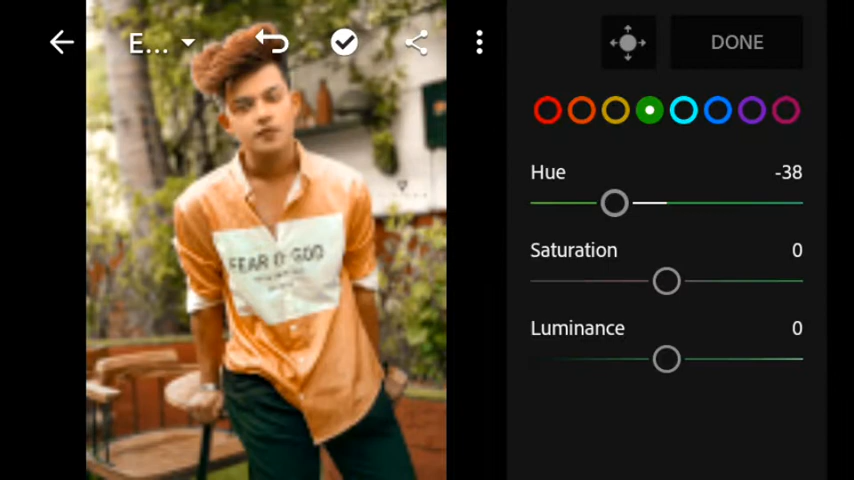 E...
DONE
Hue -38
Saturation 0
Luminance 0
FEAR OF GOD